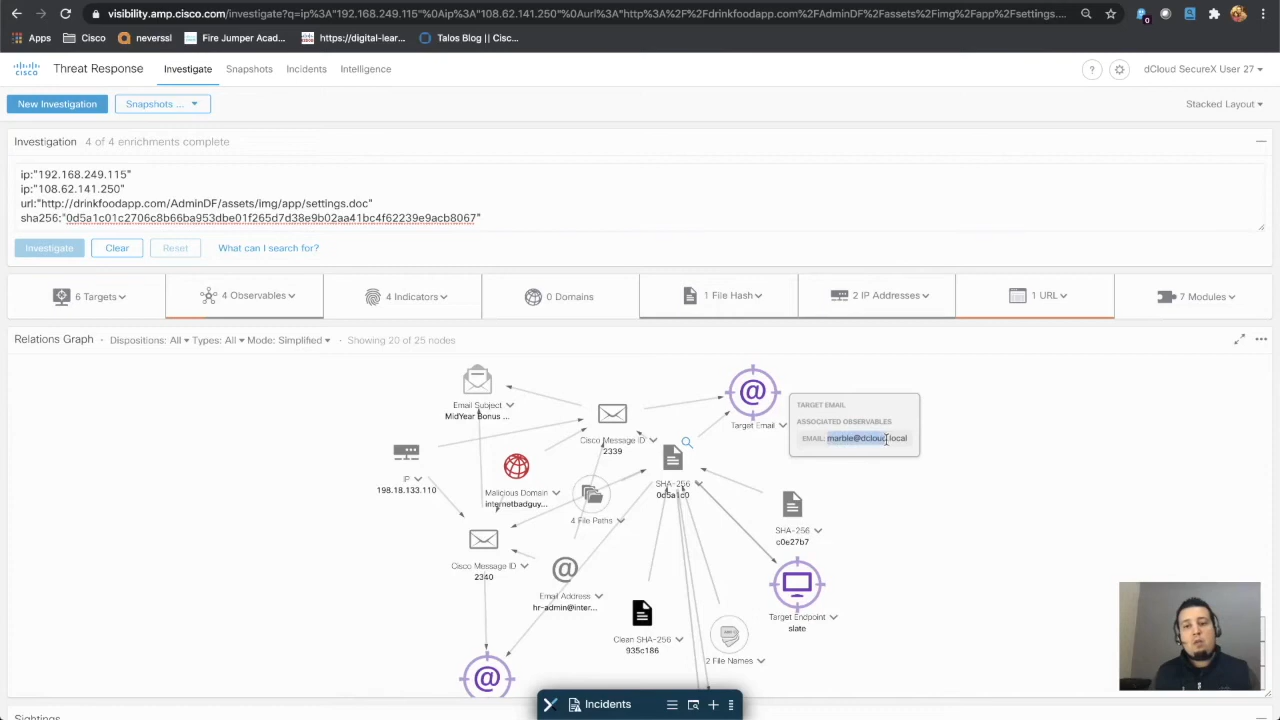 visibility.amp.cisco.com/investigate?q=ip%3A"192.168.249.115"%0Aip%3A"108.62.141.250"%0Aurl%3A"http%3A%2F%2Fdrinkfoodapp.com%2FAdminDF%2Fassets%2Fimg%2Fapp%2Fsettings....
Apps Cisco neverssl Fire Jumper Acad... https://digital-lear... Talos Blog || Cisc...
cisco Threat Response Investigate Snapshots Incidents Intelligence ? dCloud SecureX User 27
New Investigation Snapshots ... Stacked Layout
Investigation 4 of 4 enrichments complete
ip:"192.168.249.115"
ip:"108.62.141.250"
url:"http://drinkfoodapp.com/AdminDF/assets/img/app/settings.doc"
sha256:"0d5a1c01c2706c8b66ba953dbe01f265d7d38e9b02aa41bc4f62239e9acb8067"
Investigate Clear Reset What can I search for?
6 Targets 4 Observables 4 Indicators 0 Domains 1 File Hash 2 IP Addresses 1 URL 7 Modules
Relations Graph · Dispositions: All Types: All Mode: Simplified · Showing 20 of 25 nodes
Email Subject
MidYear Bonus ...
Cisco Message ID
2339
@
Target Email
TARGET EMAIL
ASSOCIATED OBSERVABLES
EMAIL: marble@dcloud.local
IP
198.18.133.110
Malicious Domain
internetbadguy...
SHA-256
0d5a1c0
4 File Paths
SHA-256
c0e27b7
Cisco Message ID
2340
@
Email Address
hr-admin@inter...
Clean SHA-256
935c186
2 File Names
Target Endpoint
slate
@
Incidents
Sightings